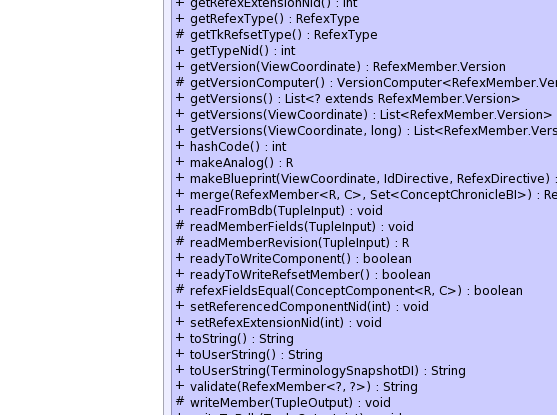 + getRefexExtensionNid() : int
+ getRefexType() : RefexType
# getTkRefsetType() : RefexType
+ getTypeNid() : int
+ getVersion(ViewCoordinate) : RefexMember.Version
# getVersionComputer() : VersionComputer<RefexMember.Ver
+ getVersions() : List<? extends RefexMember.Version>
+ getVersions(ViewCoordinate) : List<RefexMember.Version>
+ getVersions(ViewCoordinate, long) : List<RefexMember.Vers
+ hashCode() : int
+ makeAnalog() : R
+ makeBlueprint(ViewCoordinate, IdDirective, RefexDirective) :
+ merge(RefexMember<R, C>, Set<ConceptChronicleBI>) : Re
+ readFromBdb(TupleInput) : void
# readMemberFields(TupleInput) : void
# readMemberRevision(TupleInput) : R
+ readyToWriteComponent() : boolean
+ readyToWriteRefsetMember() : boolean
# refexFieldsEqual(ConceptComponent<R, C>) : boolean
+ setReferencedComponentNid(int) : void
+ setRefexExtensionNid(int) : void
+ toString() : String
+ toUserString() : String
+ toUserString(TerminologySnapshotDI) : String
+ validate(RefexMember<?, ?>) : String
# writeMember(TupleOutput) : void